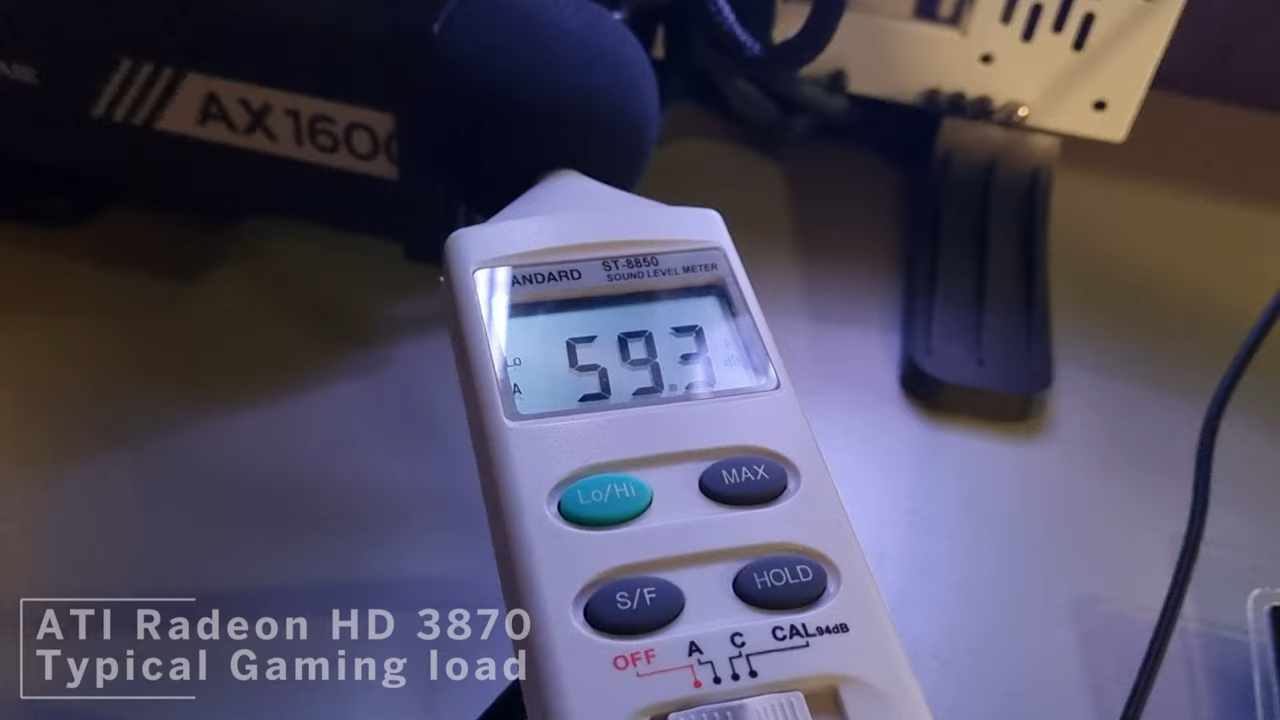 AX160
ANDARD ST-8850
SOUND LEVEL METER
59.3
Lo
A
Lo/Hi
MAX
S/F
HOLD
OFF A C CAL94dB
ATI Radeon HD 3870
Typical Gaming load